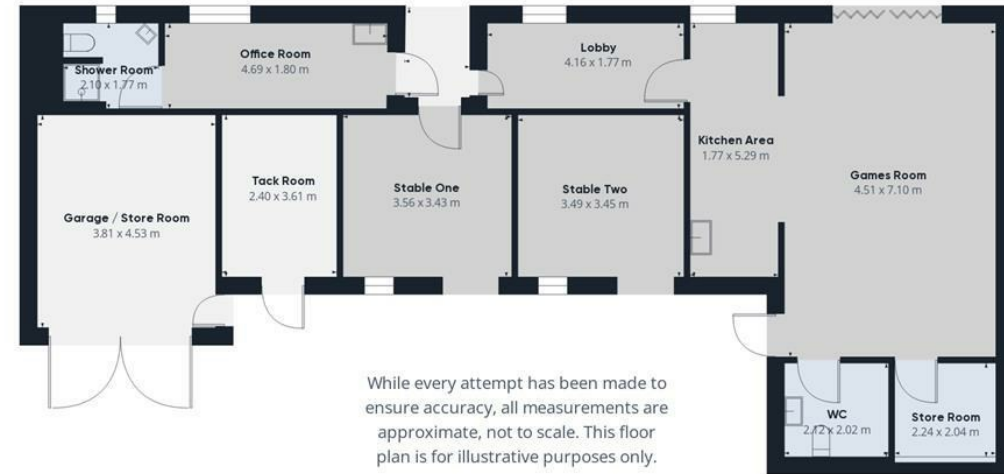 Shower Room
2.10 x 1.77 m
Office Room
4.69 x 1.80 m
Lobby
4.16 x 1.77 m
Kitchen Area
1.77 x 5.29 m
Games Room
4.51 x 7.10 m
Garage / Store Room
3.81 x 4.53 m
Tack Room
2.40 x 3.61 m
Stable One
3.56 x 3.43 m
Stable Two
3.49 x 3.45 m
WC
2.12 x 2.02 m
Store Room
2.24 x 2.04 m
While every attempt has been made to
ensure accuracy, all measurements are
approximate, not to scale. This floor
plan is for illustrative purposes only.